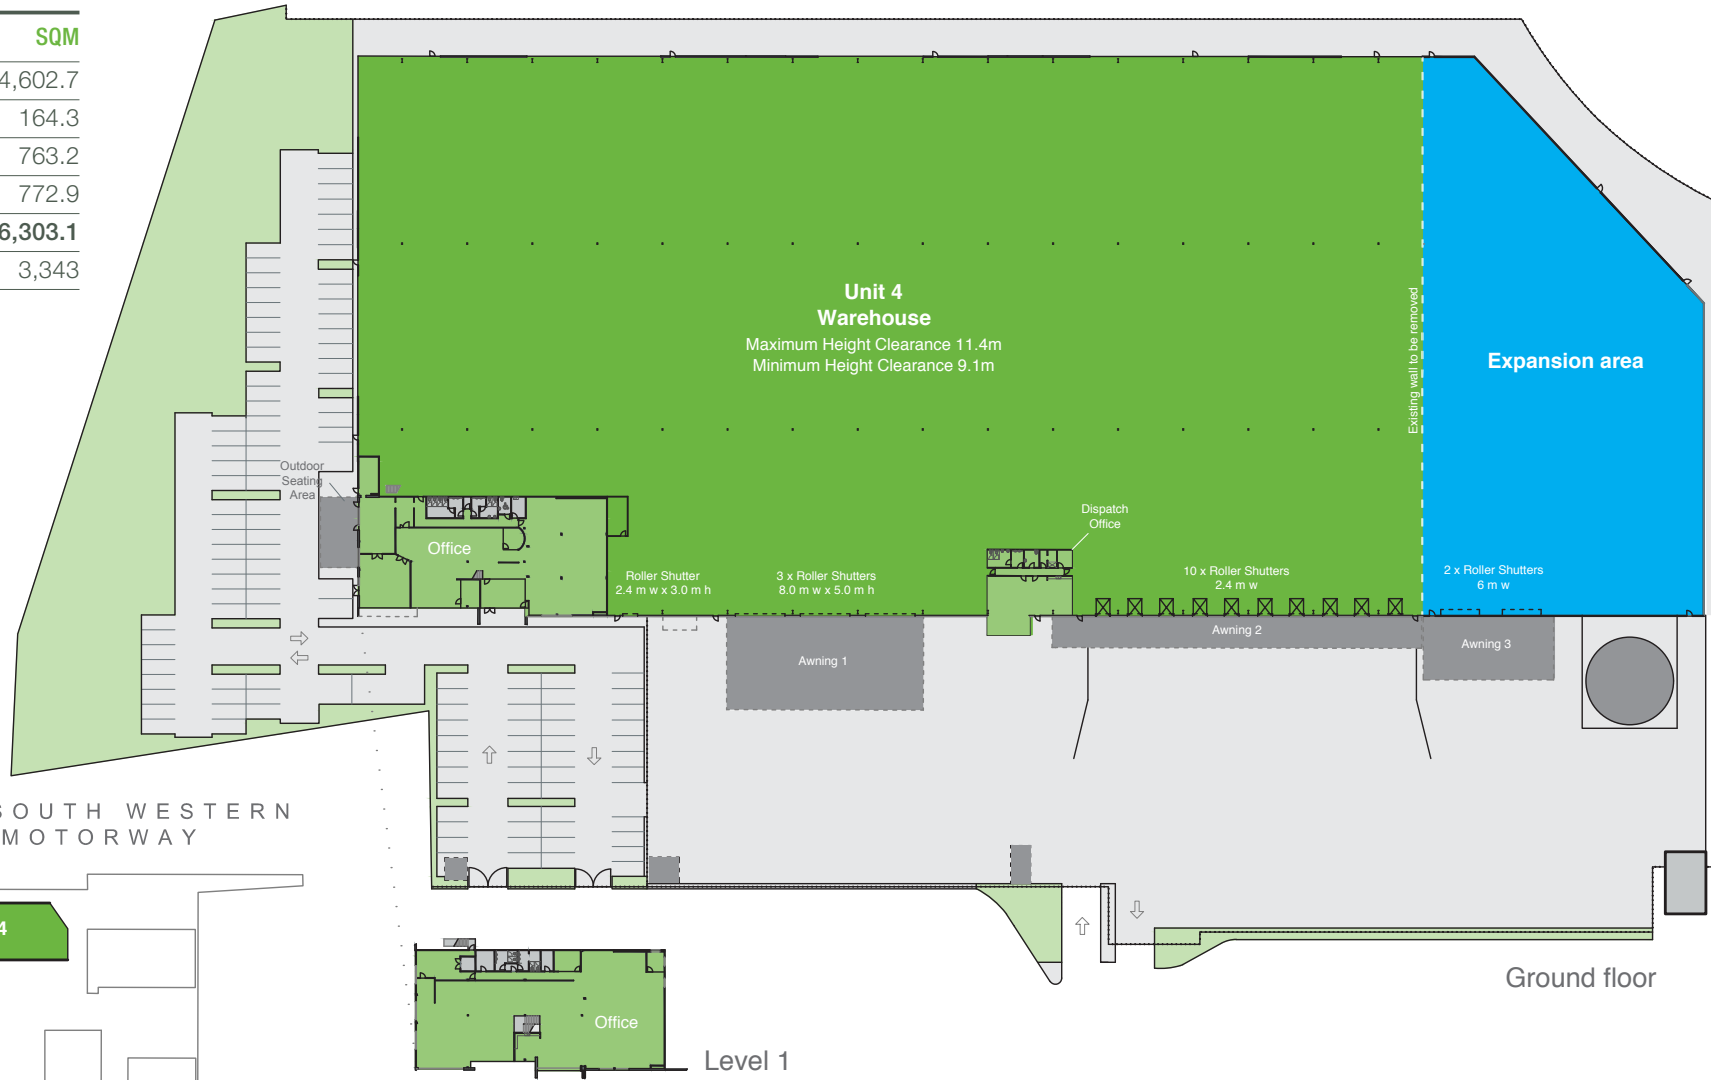 SQM
4,602.7
164.3
763.2
772.9
6,303.1
3,343
Unit 4
Warehouse
Maximum Height Clearance 11.4m
Minimum Height Clearance 9.1m
Existing wall to be removed
Expansion area
Outdoor
Seating
Area
Office
Dispatch
Office
Roller Shutter
2.4 m w x 3.0 m h
3 x Roller Shutters
8.0 m w x 5.0 m h
10 x Roller Shutters
2.4 m w
2 x Roller Shutters
6 m w
Awning 1
Awning 2
Awning 3
SOUTH WESTERN
MOTORWAY
4
Ground floor
Office
Level 1